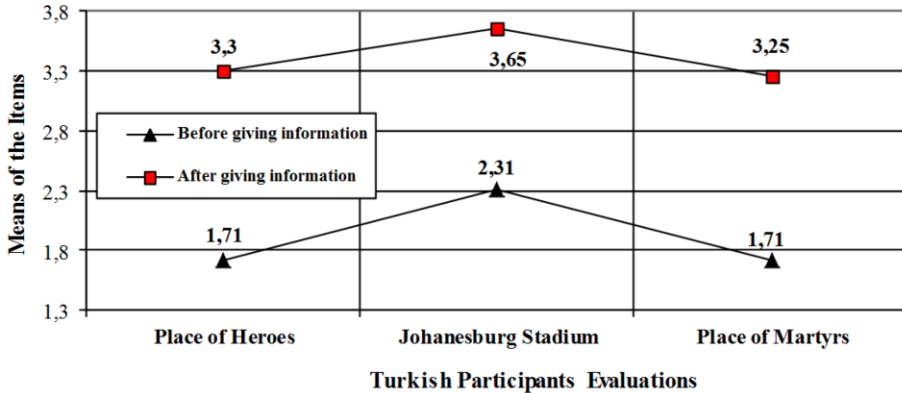 3,8
3,3
2,8
2,3
1,8
1,3
Means of the Items
3,3
3,65
3,25
Before giving information
After giving information
2,31
1,71
1,71
Place of Heroes
Johanesburg Stadium
Place of Martyrs
Turkish Participants Evaluations